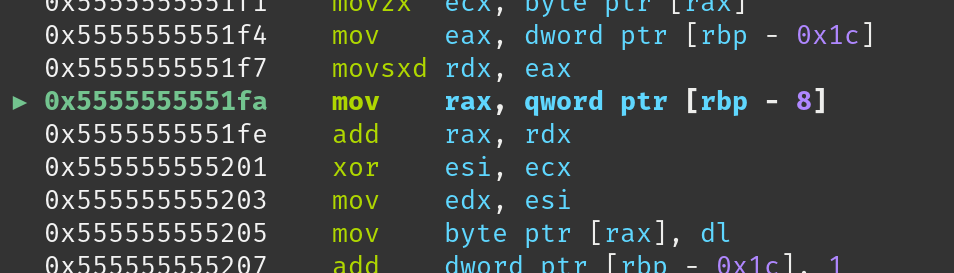 0x5555555551f1 movzx ecx, byte ptr [rax]
0x5555555551f4 mov eax, dword ptr [rbp - 0x1c]
0x5555555551f7 movsxd rdx, eax
► 0x5555555551fa mov rax, qword ptr [rbp - 8]
0x5555555551fe add rax, rdx
0x555555555201 xor esi, ecx
0x555555555203 mov edx, esi
0x555555555205 mov byte ptr [rax], dl
0x555555555207 add dword ptr [rbp - 0x1c], 1